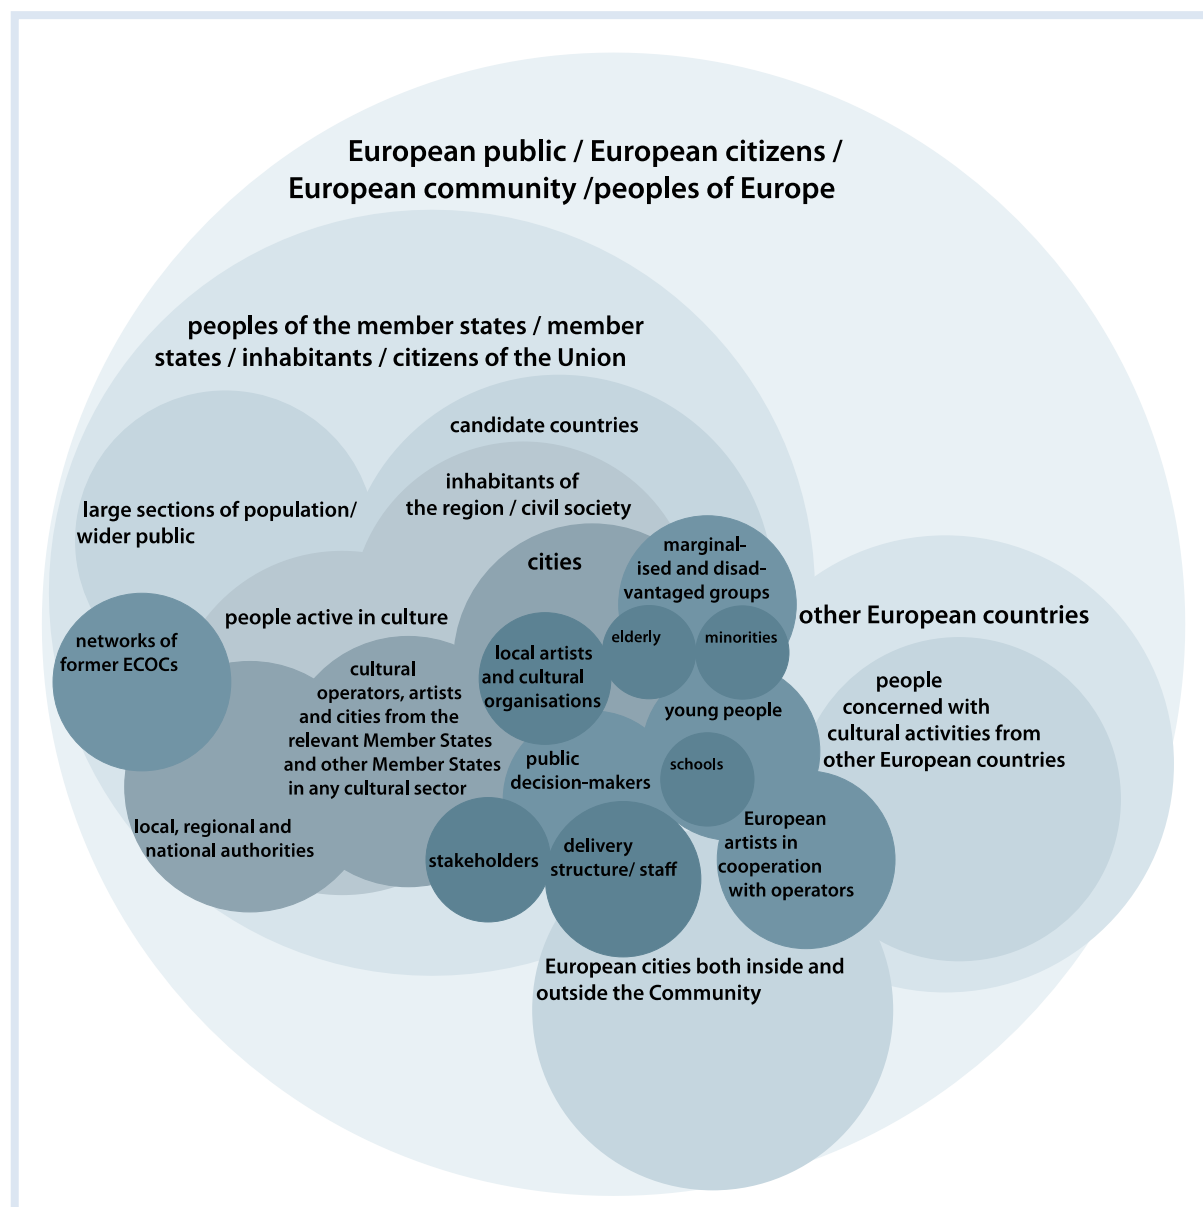 European public / European citizens /
European community /peoples of Europe
peoples of the member states / member
states / inhabitants / citizens of the Union
candidate countries
inhabitants of
the region / civil society
large sections of population/
wider public
cities
marginal-
ised and disad-
vantaged groups
elderly
minorities
other European countries
people active in culture
networks of
former ECOCs
local artists
and cultural
organisations
cultural
operators, artists
and cities from the
relevant Member States
and other Member States
in any cultural sector
people
concerned with
cultural activities from
other European countries
young people
schools
public
decision-makers
local, regional and
national authorities
stakeholders
delivery
structure/ staff
European
artists in
cooperation
with operators
European cities both inside and
outside the Community